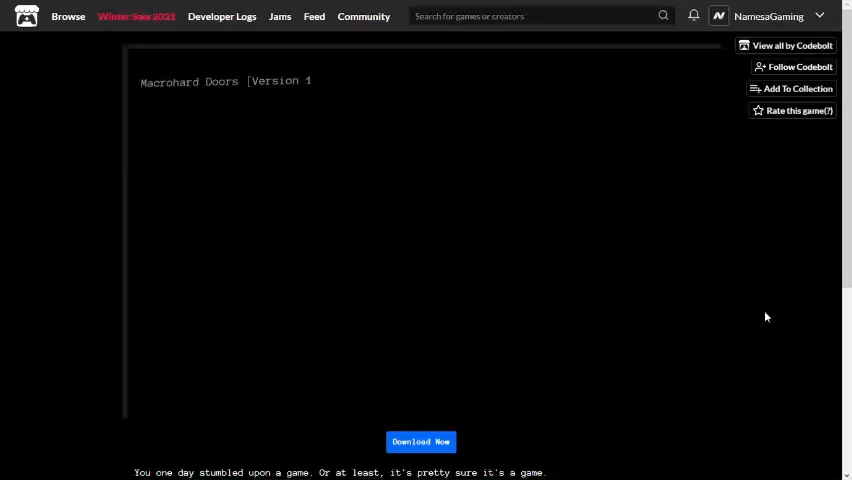 Browse Winter Sale 2021 Developer Logs Jams Feed Community Search for games or creators NamesaGaming
View all by Codebolt
Follow Codebolt
Add To Collection
Rate this game(?)
Macrohard Doors [Version 1
Download Now
You one day stumbled upon a game. Or at least, it's pretty sure it's a game.